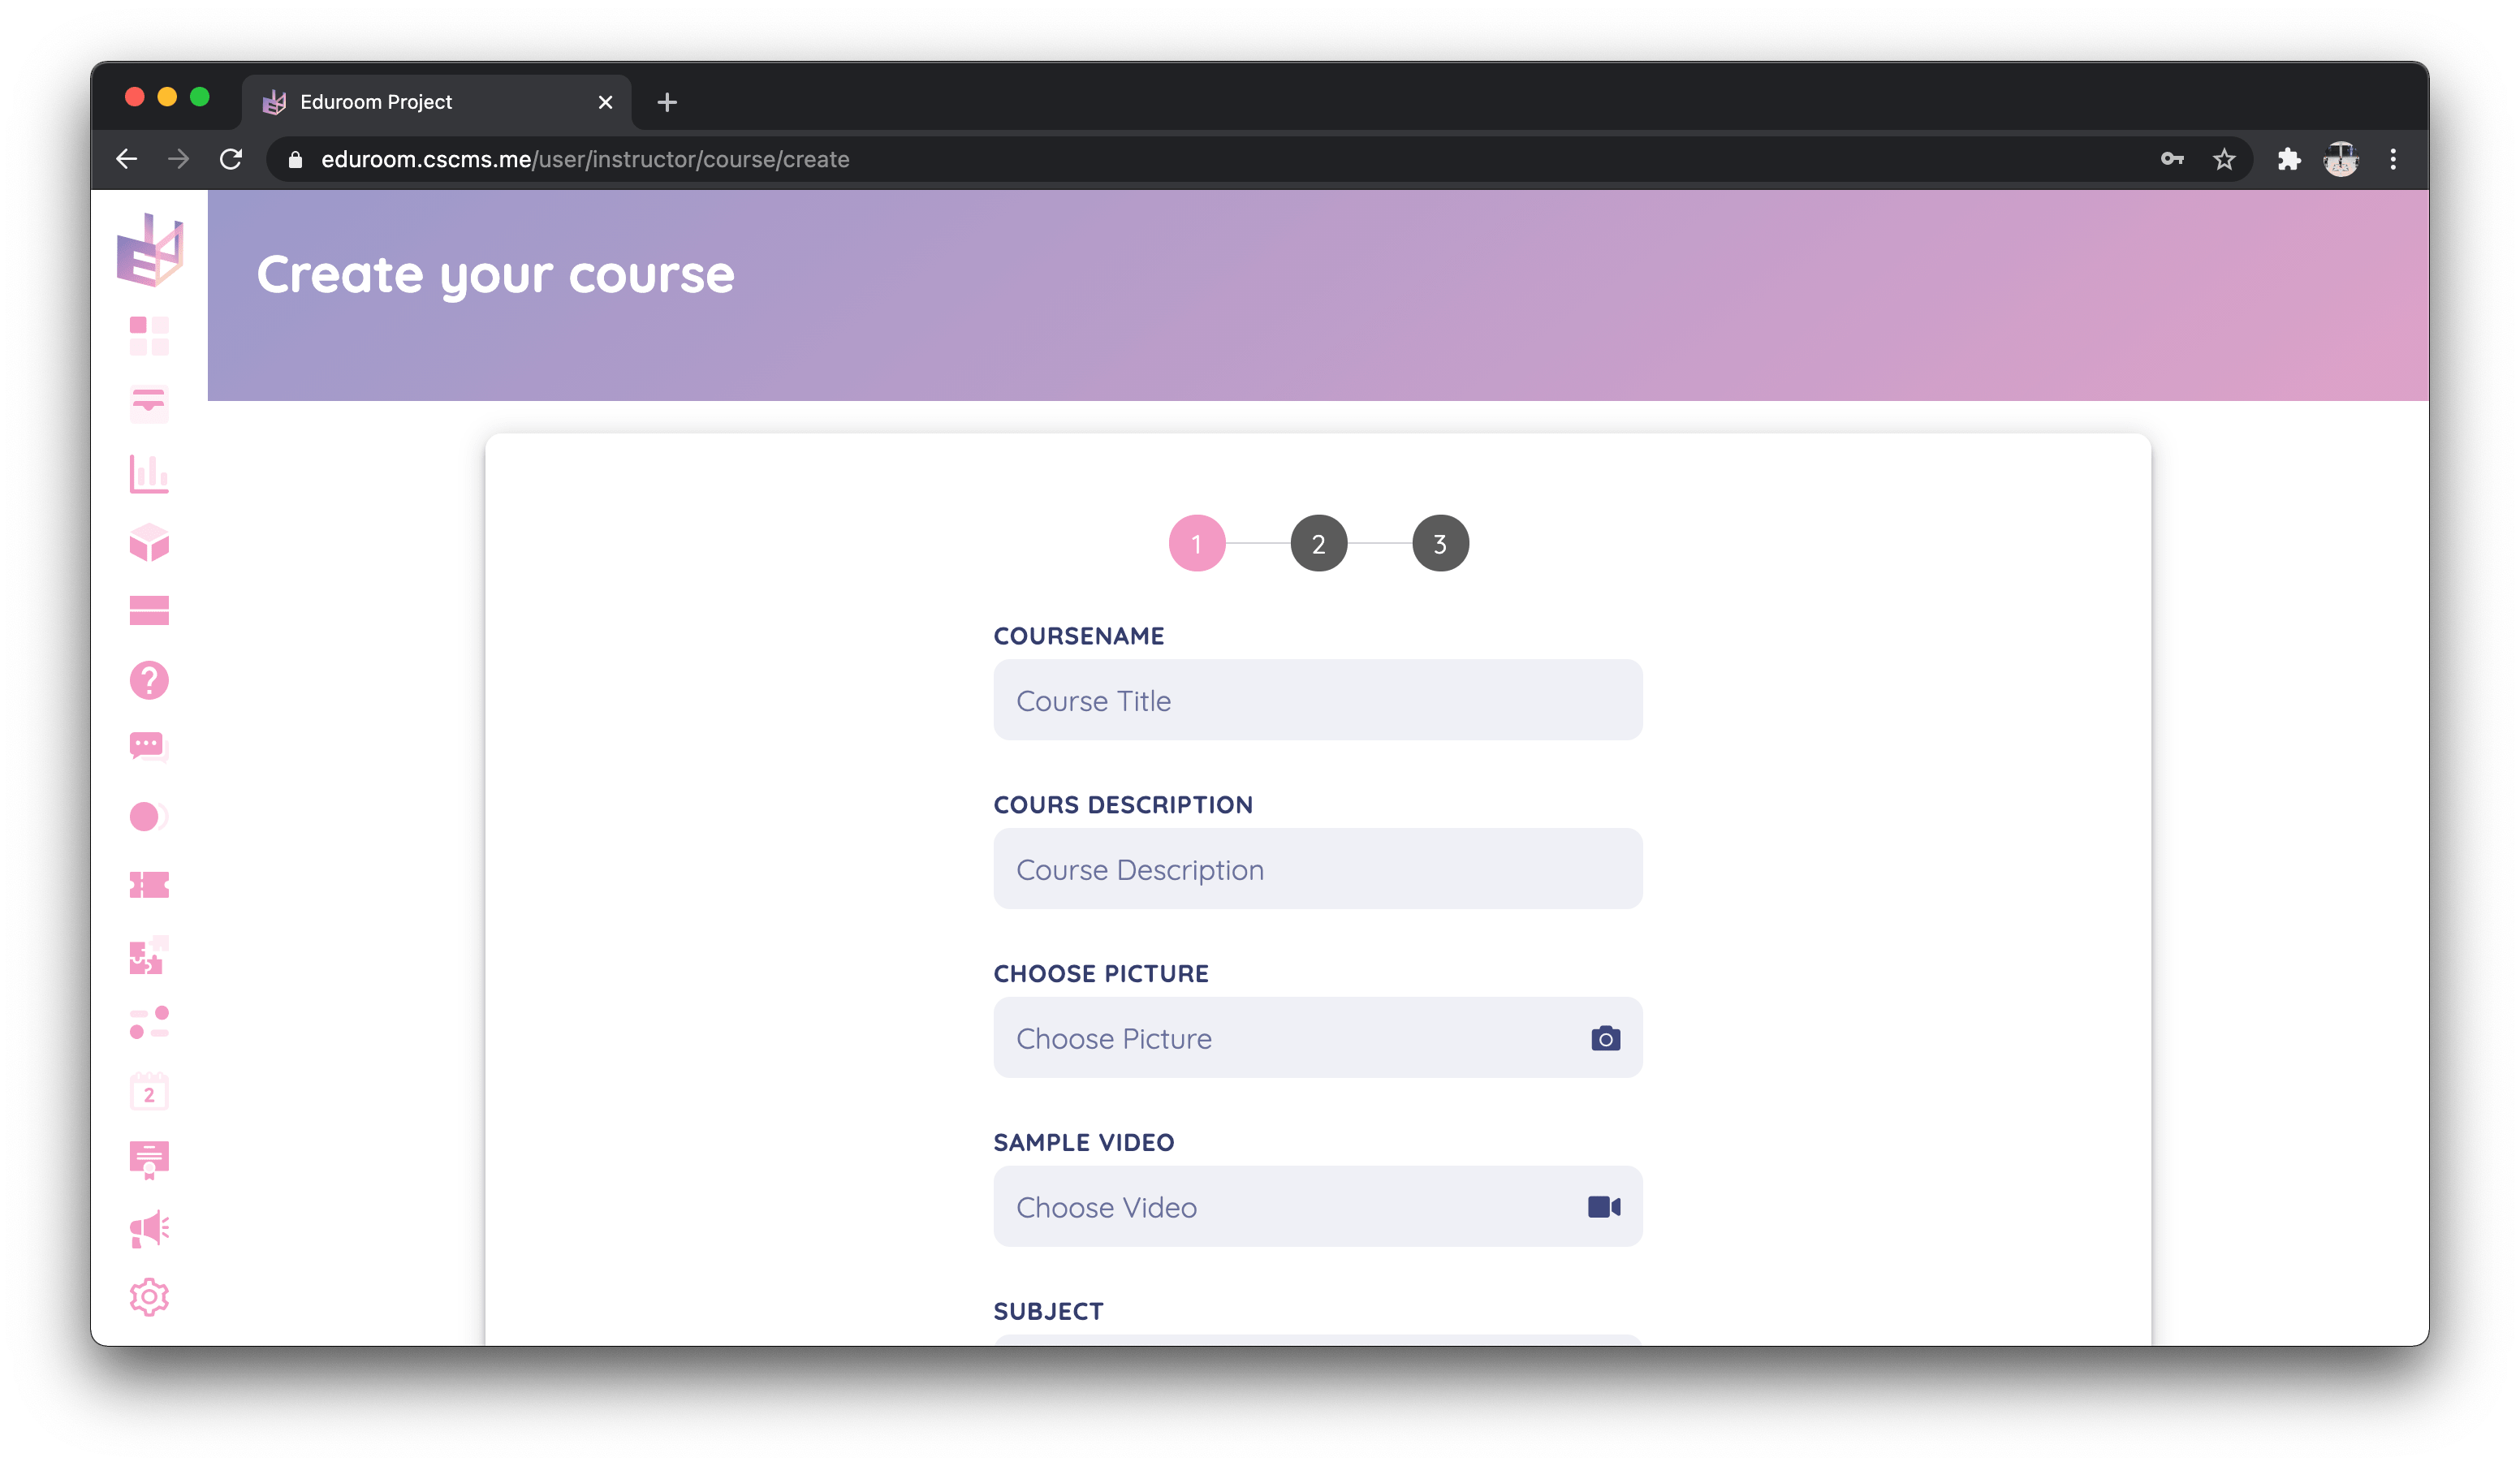 Eduroom Project
eduroom.cscms.me/user/instructor/course/create
Create your course
1
2
3
COURSENAME
Course Title
COURS DESCRIPTION
Course Description
CHOOSE PICTURE
Choose Picture
SAMPLE VIDEO
Choose Video
SUBJECT
?
2